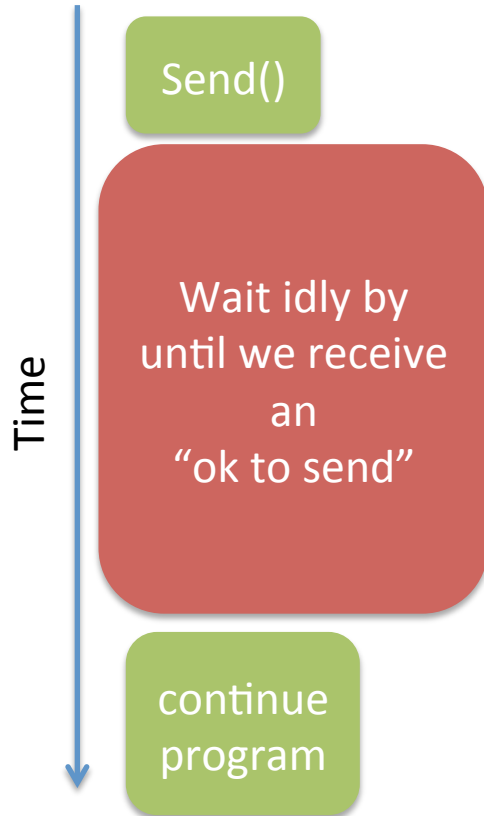 Send()
Time
Wait idly by
until we receive
an
“ok to send”
continue
program